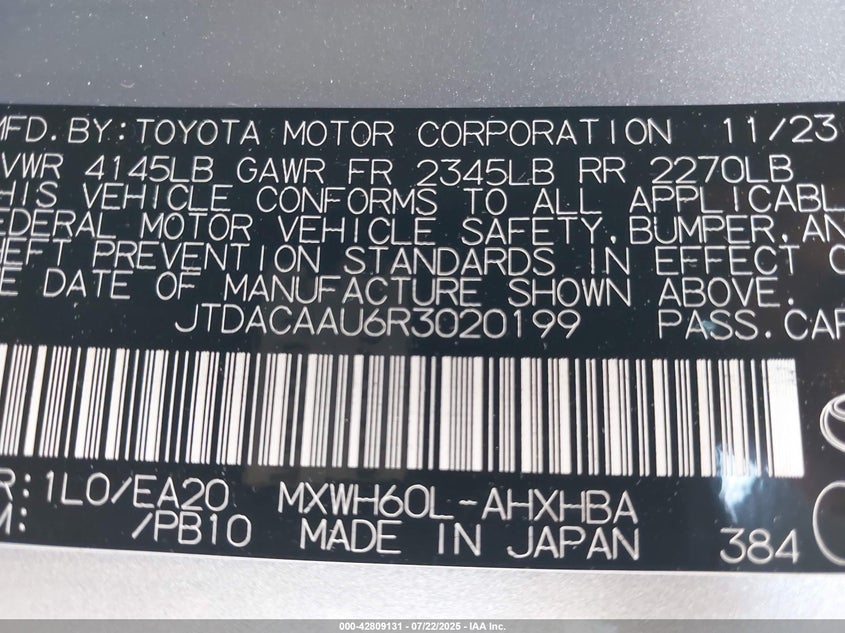 MFD. BY: TOYOTA MOTOR CORPORATION 11/23
VWR 4145LB GAWR FR 2345LB RR 2270LB
HIS VEHICLE CONFORMS TO ALL APPLICABL
EDERAL MOTOR VEHICLE SAFETY, BUMPER, AN
HEFT PREVENTION STANDARDS IN EFFECT O
E DATE OF MANUFACTURE SHOWN ABOVE.
JTDACAAU6R3020199 PASS. CAR
R: 1L0/EA20 MXWH60L-AHXHBA
M: /PB10 MADE IN JAPAN 384
000-42809131 - 07/22/2025 - IAA Inc.